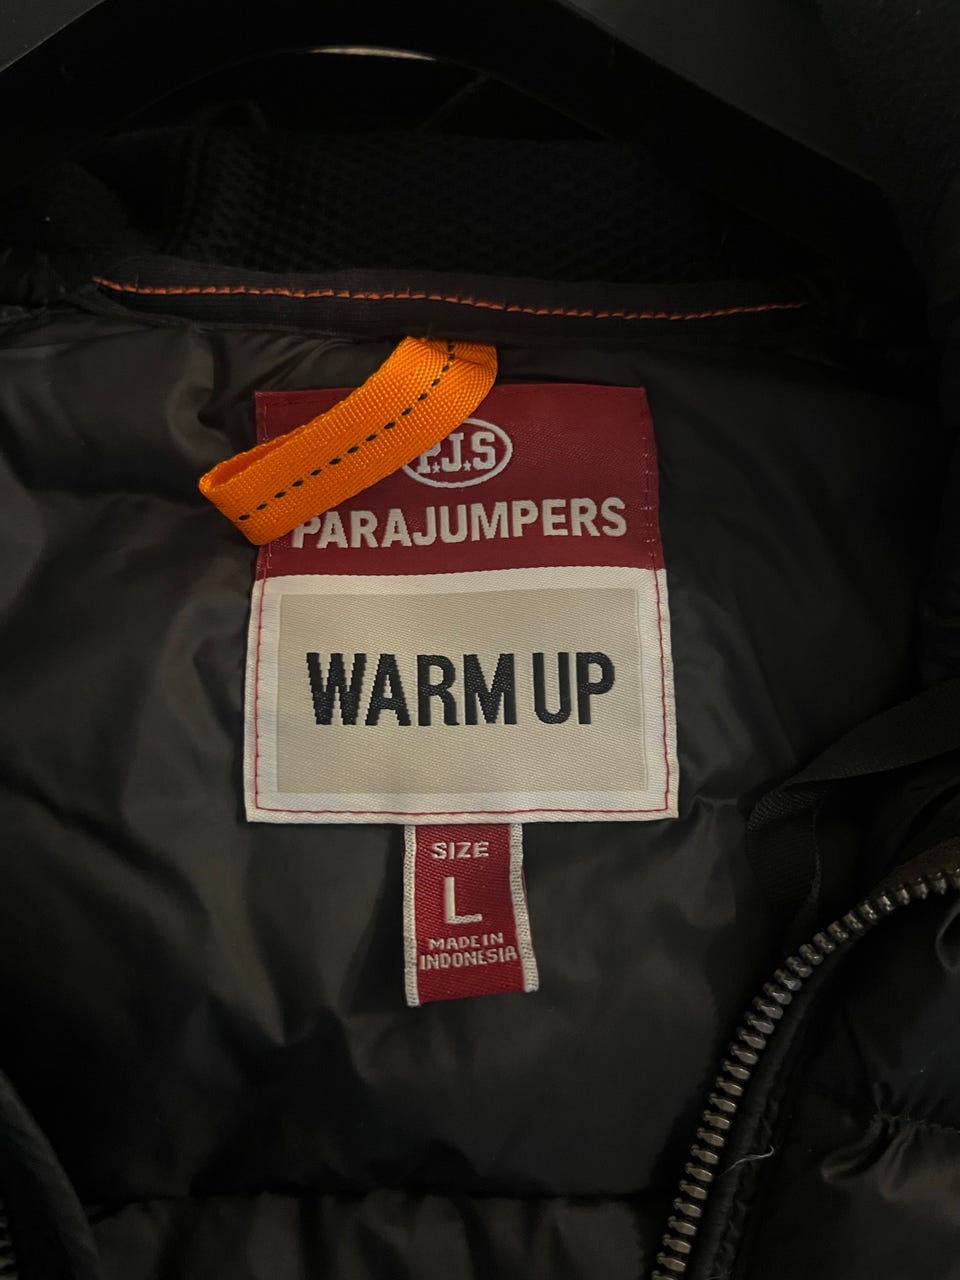 P.J.S
PARAJUMPERS
WARM UP
SIZE
L
MADE IN
INDONESIA